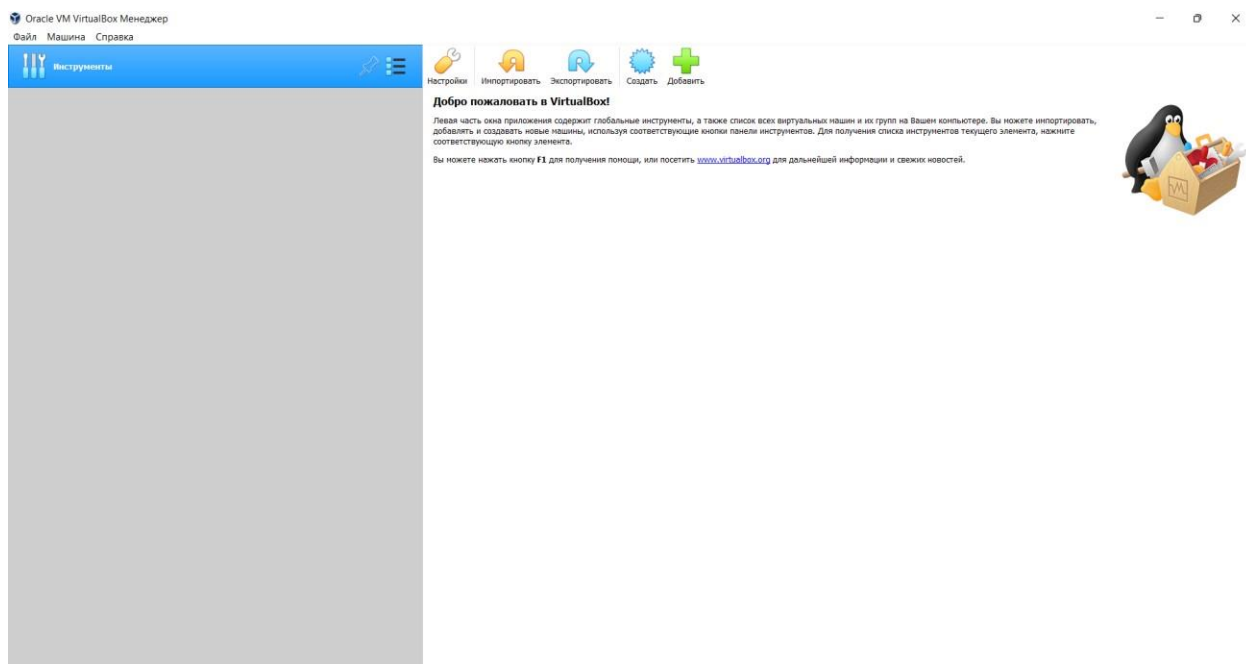 Oracle VM VirtualBox Менеджер
Файл Машина Справка
Инструменты
Настройки Импортировать Экспортировать Создать Добавить
Добро пожаловать в VirtualBox!
Левая часть окна приложения содержит глобальные инструменты, а также список всех виртуальных машин и их групп на Вашем компьютере. Вы можете импортировать,
добавлять и создавать новые машины, используя соответствующие кнопки панели инструментов. Для получения списка инструментов текущего элемента, нажмите
соответствующую кнопку элемента.
Вы можете нажать кнопку F1 для получения помощи, или посетить www.virtualbox.org для дальнейшей информации и свежих новостей.